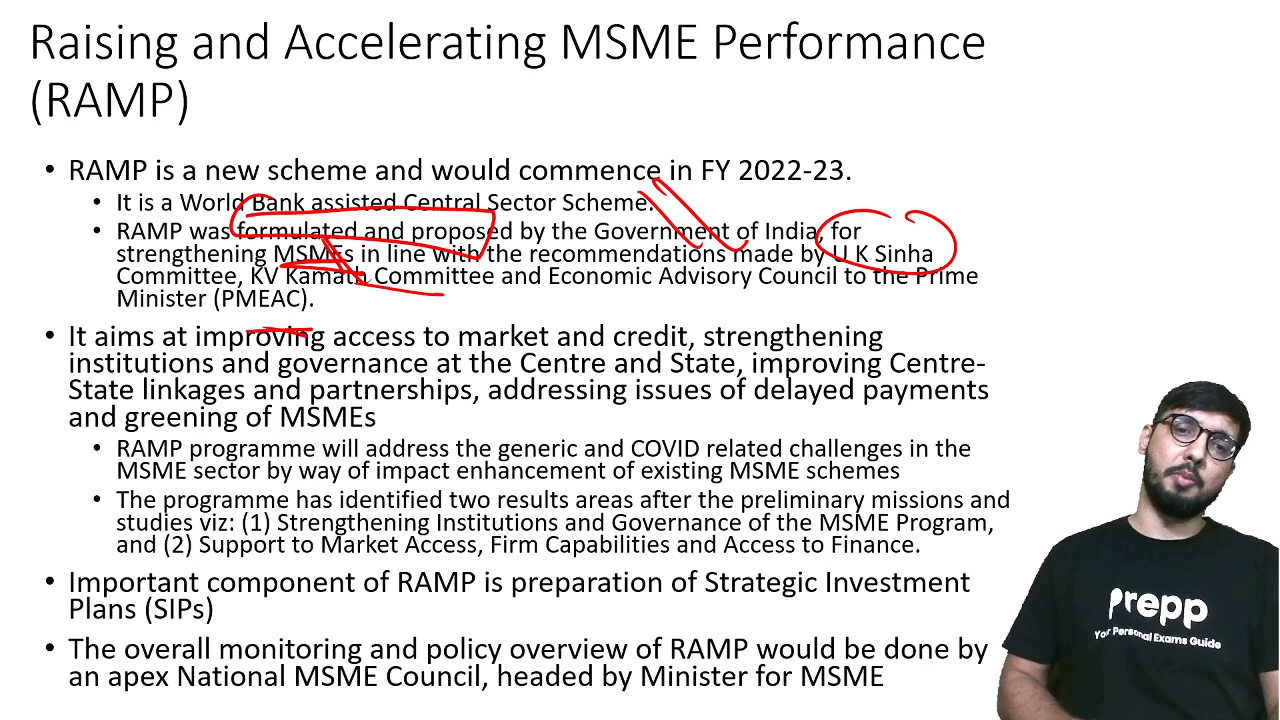 Raising and Accelerating MSME Performance
(RAMP)
• RAMP is a new scheme and would commence in FY 2022-23.
• It is a World Bank assisted Central Sector Scheme.
• RAMP was formulated and proposed by the Government of India, for
strengthening MSMEs in line with the recommendations made by U K Sinha
Committee, KV Kamath Committee and Economic Advisory Council to the Prime
Minister (PMEAC).
• It aims at improving access to market and credit, strengthening
institutions and governance at the Centre and State, improving Centre-
State linkages and partnerships, addressing issues of delayed payments
and greening of MSMEs
• RAMP programme will address the generic and COVID related challenges in the
MSME sector by way of impact enhancement of existing MSME schemes
• The programme has identified two results areas after the preliminary missions and
studies viz: (1) Strengthening Institutions and Governance of the MSME Program,
and (2) Support to Market Access, Firm Capabilities and Access to Finance.
• Important component of RAMP is preparation of Strategic Investment
Plans (SIPs)
• The overall monitoring and policy overview of RAMP would be done by
an apex National MSME Council, headed by Minister for MSME
prepp
Your Personal Exams Guide